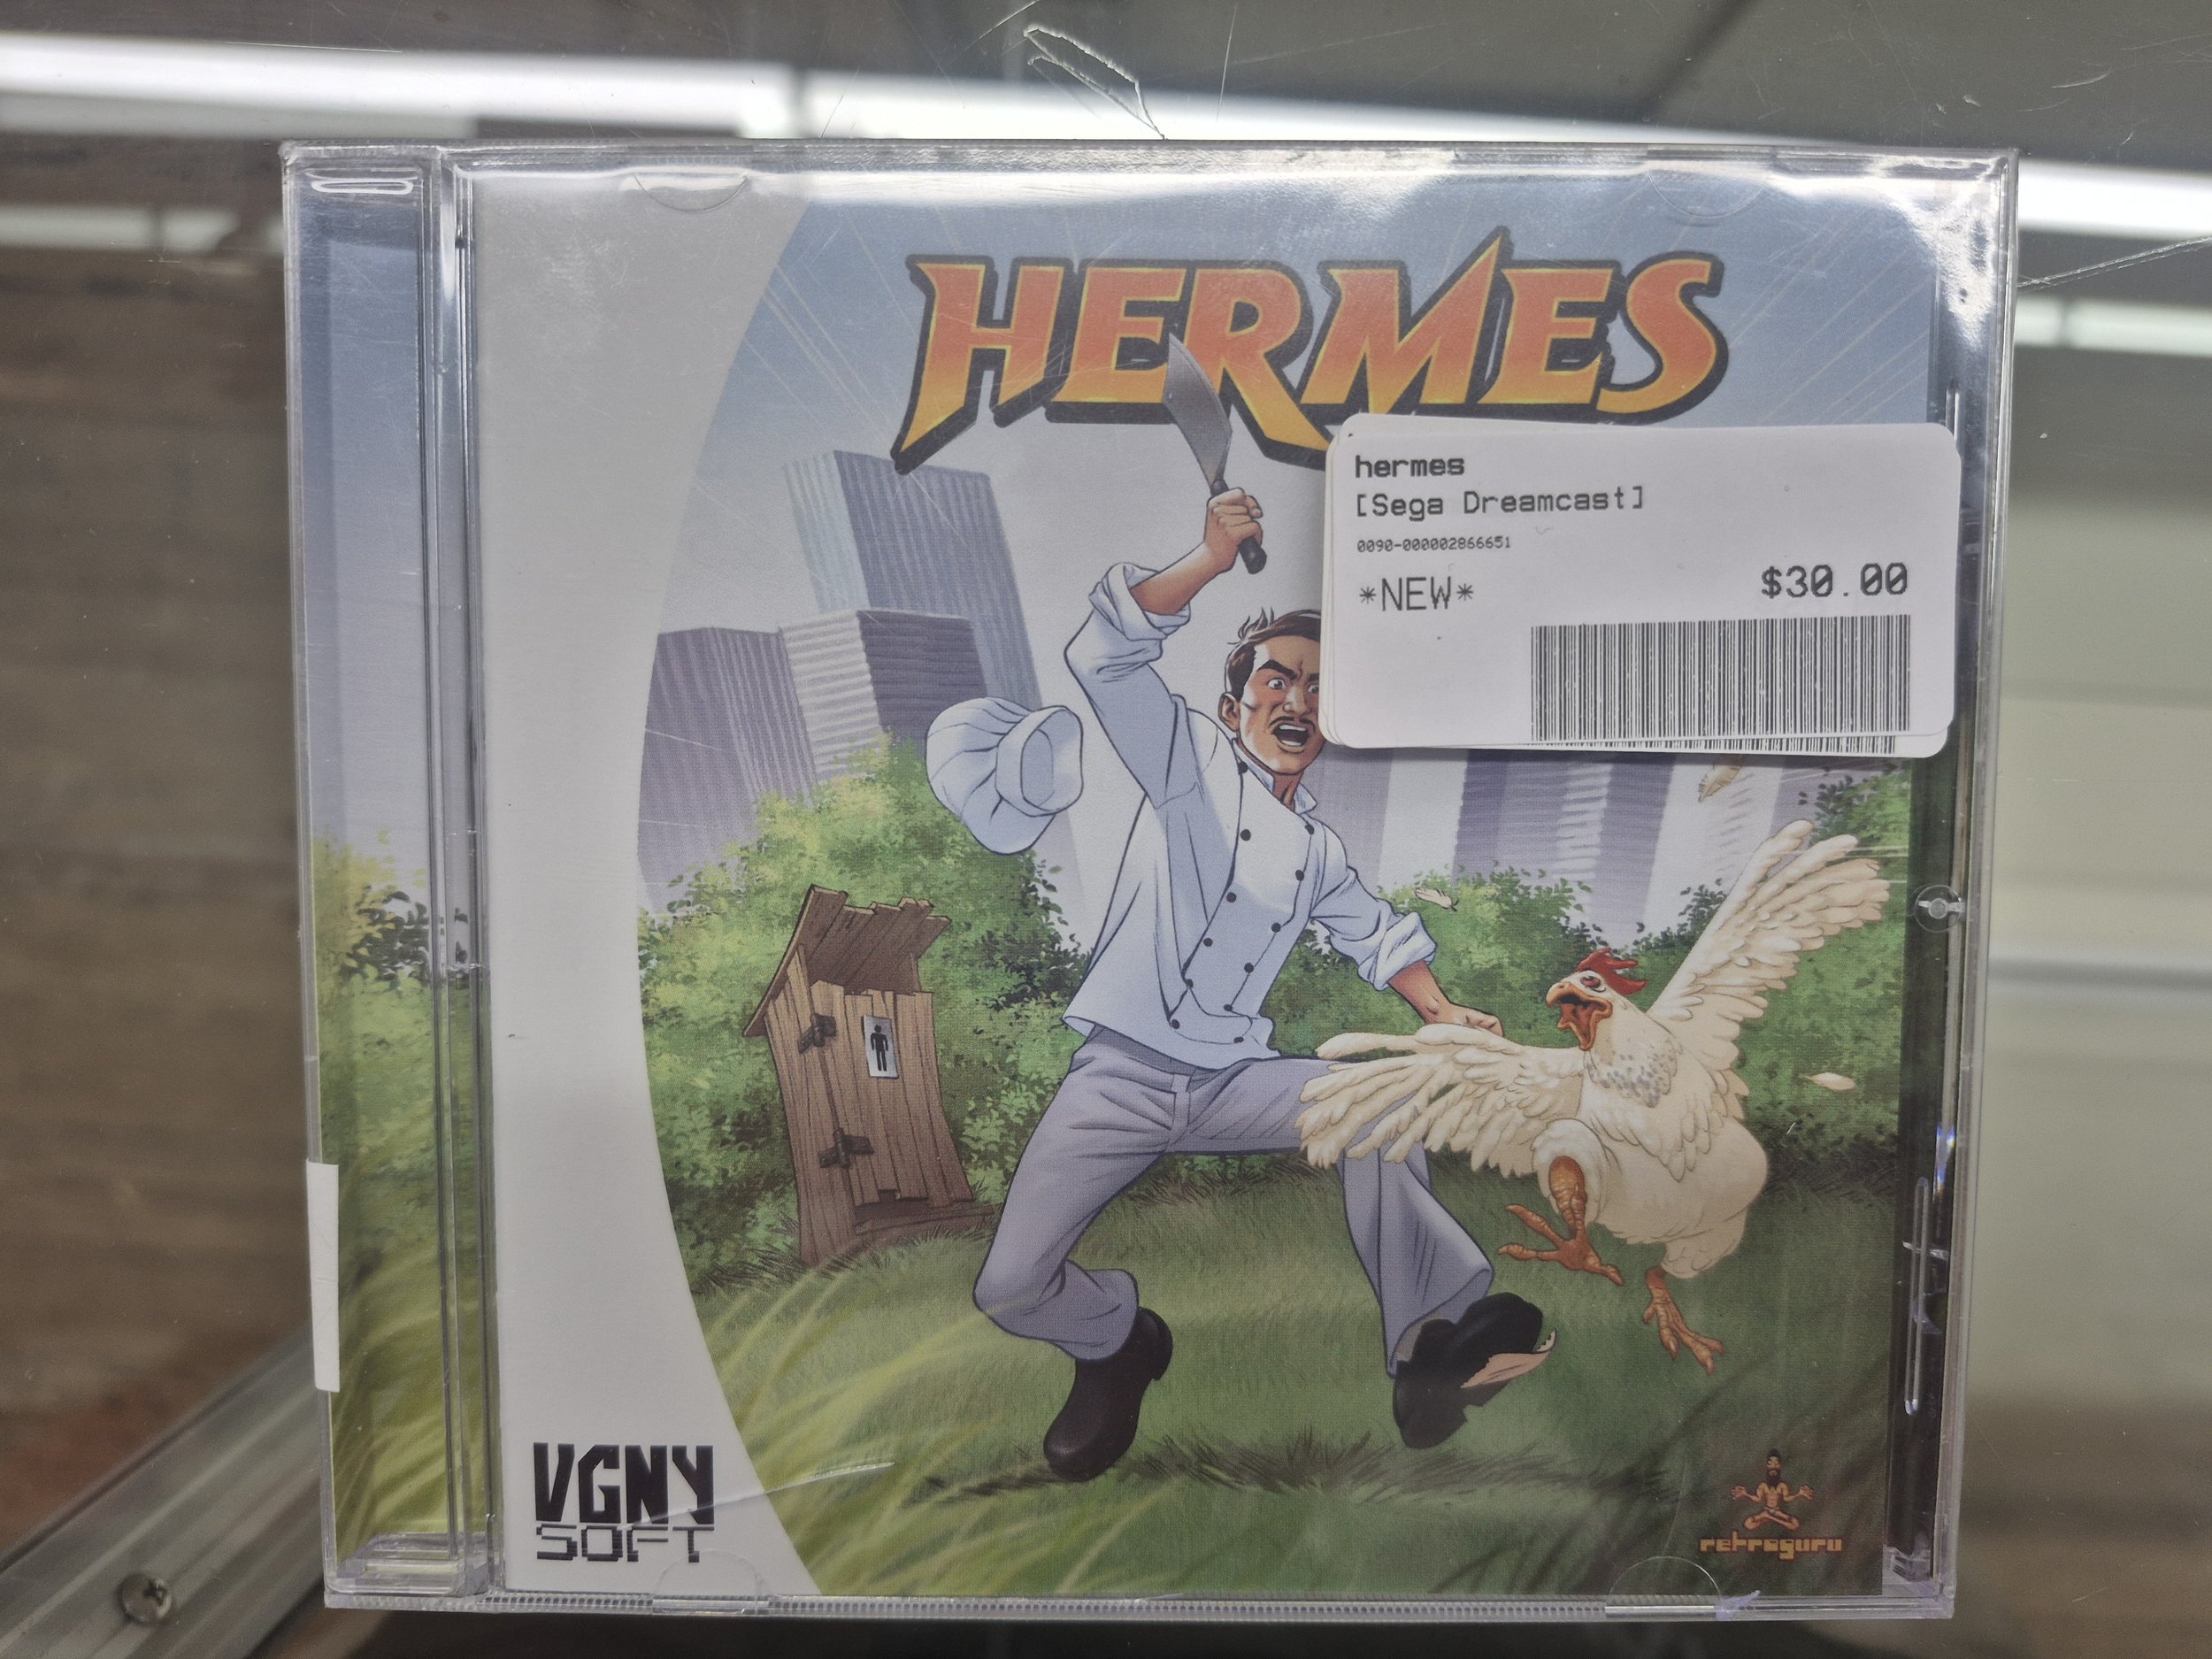 HERMES
hermes
[Sega Dreamcast]
0090-000002866651
*NEW*
$30.00
VGNY
SOFT
retroguru